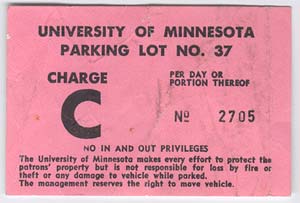 UNIVERSITY OF MINNESOTA
PARKING LOT NO. 37
CHARGE
C
PER DAY OR
PORTION THEREOF
No 2705
NO IN AND OUT PRIVILEGES
The University of Minnesota makes every effort to protect the
patrons' property but is not responsible for loss by fire or
theft or any damage to vehicle while parked.
The management reserves the right to move vehicle.